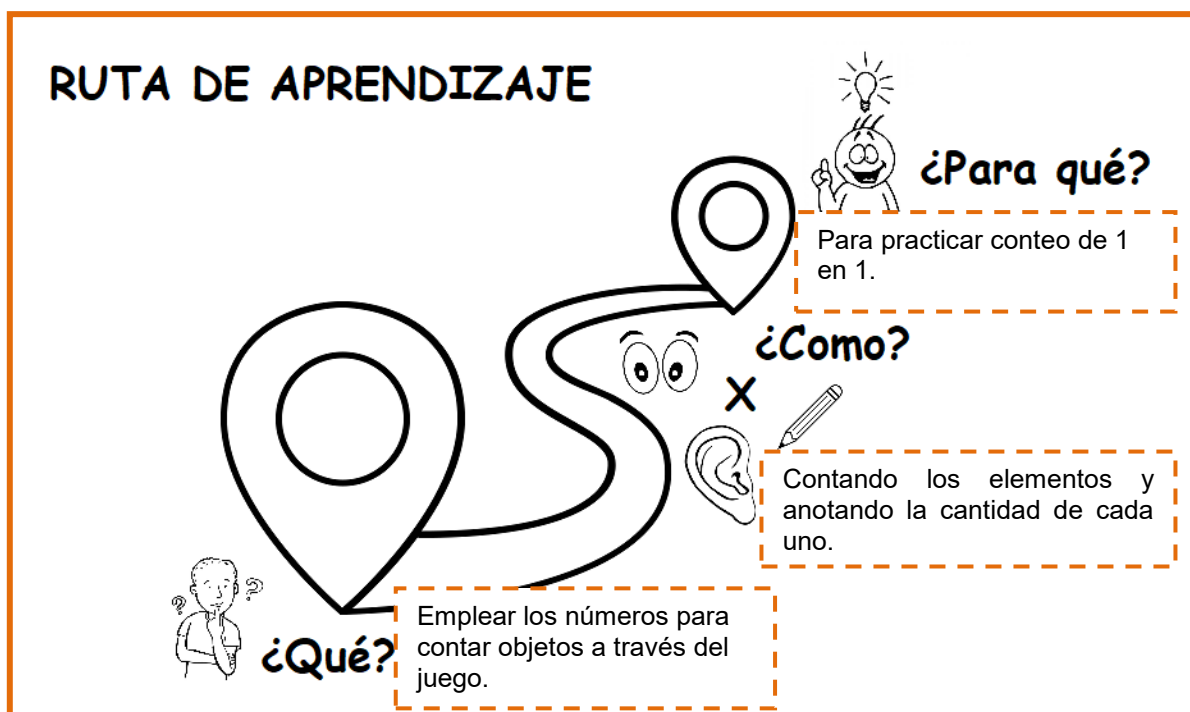 RUTA DE APRENDIZAJE
¿Para qué?
Para practicar conteo de 1
en 1.
¿Como?
X
Contando los elementos y
anotando la cantidad de cada
uno.
? ?
¿Qué?
Emplear los números para
contar objetos a través del
juego.